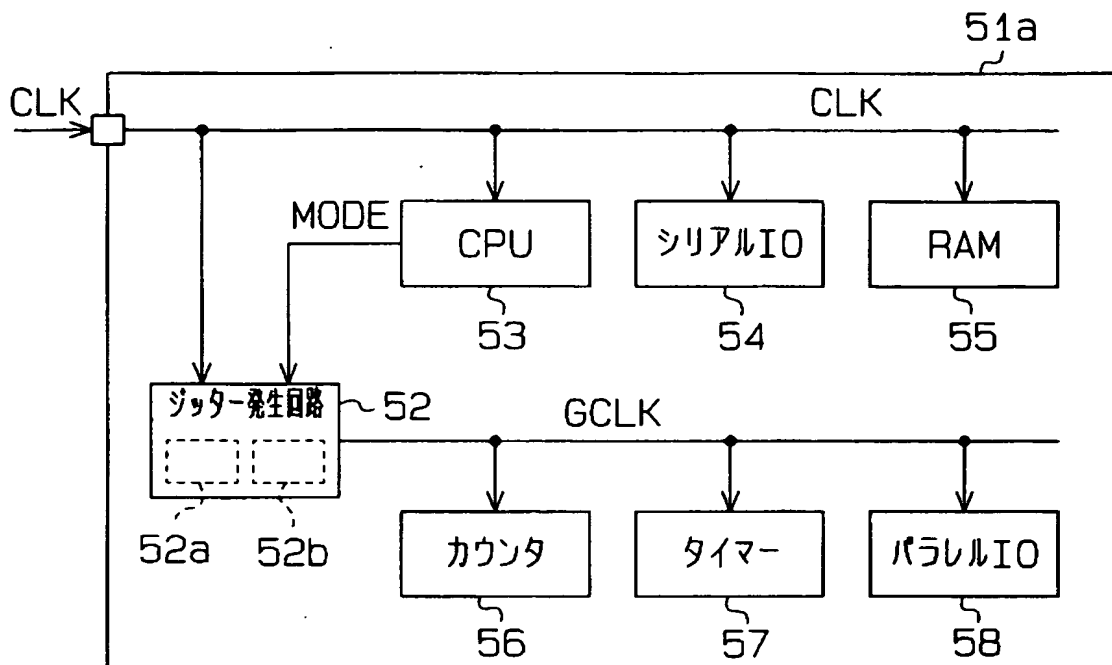 51a
CLK
CLK
MODE
CPU
シリアルIO
RAM
53
54
55
ジッター発生回路
52
GCLK
52a
52b
カウンタ
タイマー
パラレルIO
56
57
58